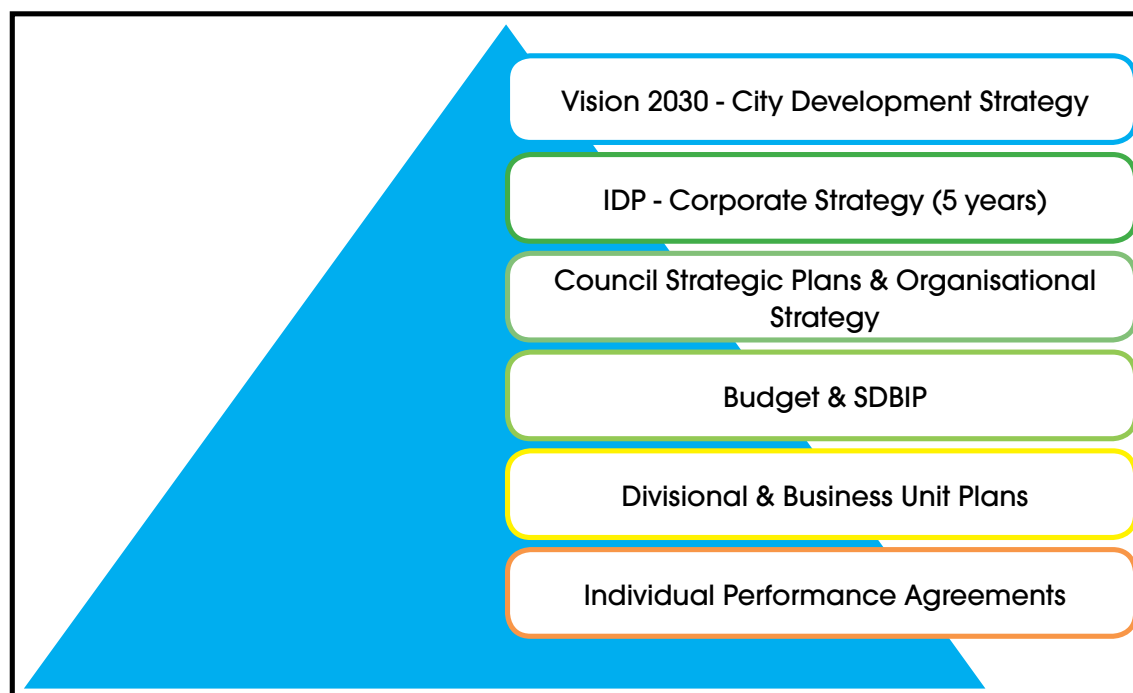 Vision 2030 - City Development Strategy
IDP - Corporate Strategy (5 years)
Council Strategic Plans & Organisational
Strategy
Budget & SDBIP
Divisional & Business Unit Plans
Individual Performance Agreements